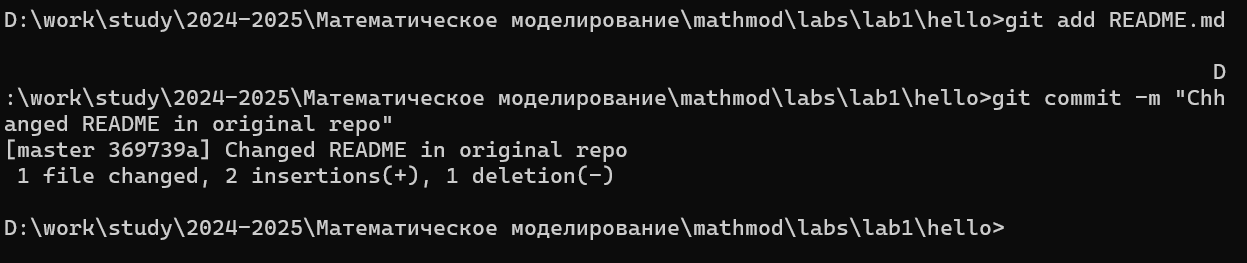 D:\work\study\2024-2025\Математическое моделирование\mathmod\labs\lab1\hello>git add README.md
D
:\work\study\2024-2025\Математическое моделирование\mathmod\labs\lab1\hello>git commit -m "Chh
anged README in original repo"
[master 369739a] Changed README in original repo
 1 file changed, 2 insertions(+), 1 deletion(-)
D:\work\study\2024-2025\Математическое моделирование\mathmod\labs\lab1\hello>